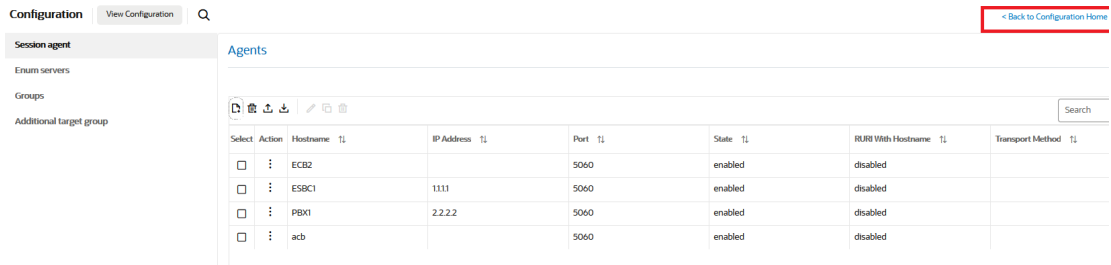 Configuration View Configuration < Back to Configuration Home
Session agent
Enum servers
Groups
Additional target group
Agents
Search
Select Action Hostname IP Address Port State RURI With Hostname Transport Method
ECB2 5060 enabled disabled
ESBC1 1.1.1.1 5060 enabled disabled
PBX1 2.2.2.2 5060 enabled disabled
acb 5060 enabled disabled